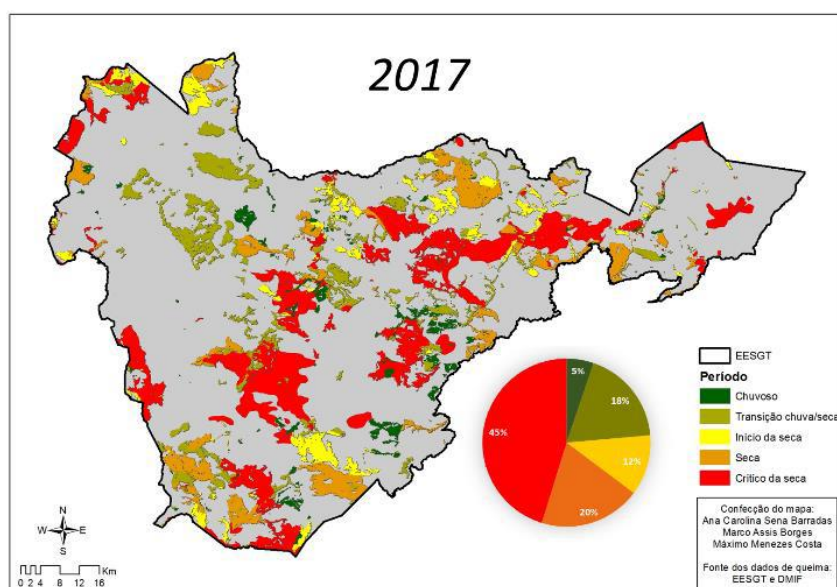 2017
5%
18%
12%
20%
45%
EESGT
Período
Chuvoso
Transição chuva/seca
Inicio da seca
Seca
Crítico da seca
N
W E
S
Km
0 2 4 8 12 16
Confecção do mapa:
Ana Carolina Sena Barradas
Marco Assis Borges
Máximo Menezes Costa
Fonte dos dados de queima:
EESGT e DMIF